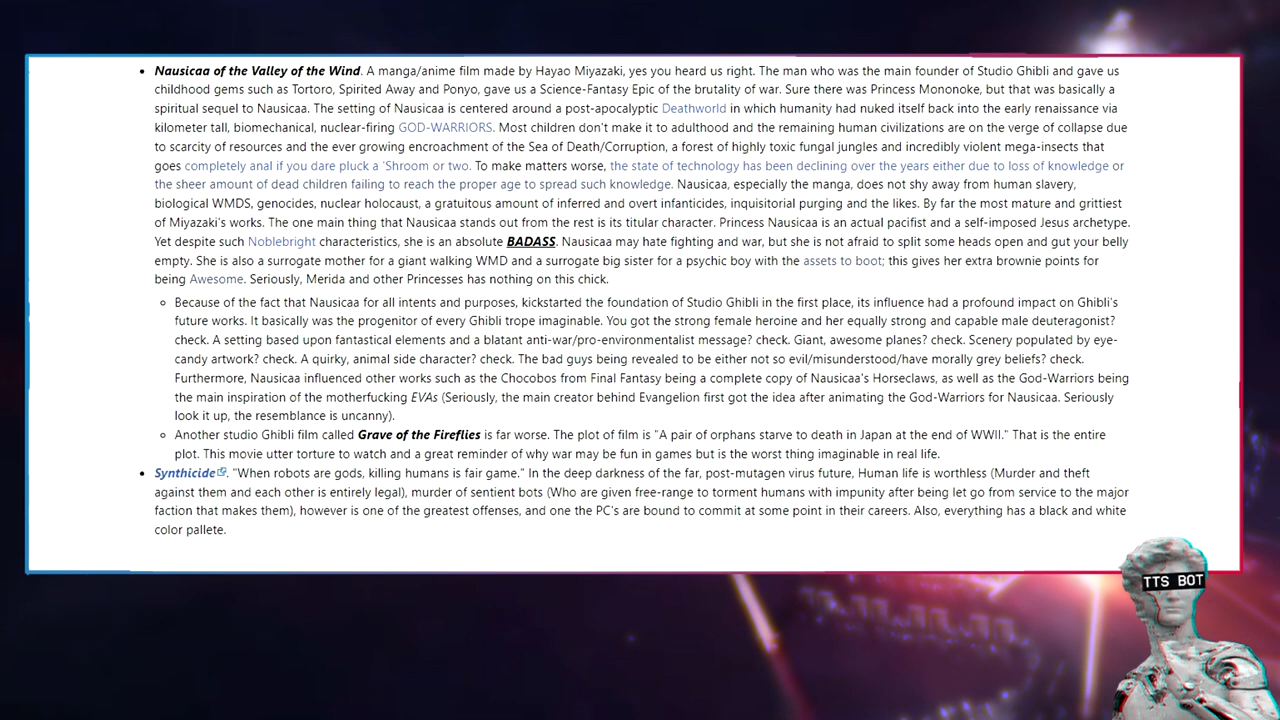 Nausicaa of the Valley of the Wind. A manga/anime film made by Hayao Miyazaki, yes you heard us right. The man who was the main founder of Studio Ghibli and gave us
childhood gems such as Tortoro, Spirited Away and Ponyo, gave us a Science-Fantasy Epic of the brutality of war. Sure there was Princess Mononoke, but that was basically a
spiritual sequel to Nausicaa. The setting of Nausicaa is centered around a post-apocalyptic Deathworld in which humanity had nuked itself back into the early renaissance via
kilometer tall, biomechanical, nuclear-firing GOD-WARRIORS. Most children don't make it to adulthood and the remaining human civilizations are on the verge of collapse due
to scarcity of resources and the ever growing encroachment of the Sea of Death/Corruption, a forest of highly toxic fungal jungles and incredibly violent mega-insects that
goes completely anal if you dare pluck a 'Shroom or two. To make matters worse, the state of technology has been declining over the years either due to loss of knowledge or
the sheer amount of dead children failing to reach the proper age to spread such knowledge. Nausicaa, especially the manga, does not shy away from human slavery,
biological WMDS, genocides, nuclear holocaust, a gratuitous amount of inferred and overt infanticides, inquisitorial purging and the likes. By far the most mature and grittiest
of Miyazaki's works. The one main thing that Nausicaa stands out from the rest is its titular character. Princess Nausicaa is an actual pacifist and a self-imposed Jesus archetype.
Yet despite such Noblebright characteristics, she is an absolute BADASS. Nausicaa may hate fighting and war, but she is not afraid to split some heads open and gut your belly
empty. She is also a surrogate mother for a giant walking WMD and a surrogate big sister for a psychic boy with the assets to boot; this gives her extra brownie points for
being Awesome. Seriously, Merida and other Princesses has nothing on this chick.
Because of the fact that Nausicaa for all intents and purposes, kickstarted the foundation of Studio Ghibli in the first place, its influence had a profound impact on Ghibli's
future works. It basically was the progenitor of every Ghibli trope imaginable. You got the strong female heroine and her equally strong and capable male deuteragonist?
check. A setting based upon fantastical elements and a blatant anti-war/pro-environmentalist message? check. Giant, awesome planes? check. Scenery populated by eye-
candy artwork? check. A quirky, animal side character? check. The bad guys being revealed to be either not so evil/misunderstood/have morally grey beliefs? check.
Furthermore, Nausicaa influenced other works such as the Chocobos from Final Fantasy being a complete copy of Nausicaa's Horseclaws, as well as the God-Warriors being
the main inspiration of the motherfucking EVAs (Seriously, the main creator behind Evangelion first got the idea after animating the God-Warriors for Nausicaa. Seriously
look it up, the resemblance is uncanny).
Another studio Ghibli film called Grave of the Fireflies is far worse. The plot of film is "A pair of orphans starve to death in Japan at the end of WWII." That is the entire
plot. This movie utter torture to watch and a great reminder of why war may be fun in games but is the worst thing imaginable in real life.
Synthicide. "When robots are gods, killing humans is fair game." In the deep darkness of the far, post-mutagen virus future, Human life is worthless (Murder and theft
against them and each other is entirely legal), murder of sentient bots (Who are given free-range to torment humans with impunity after being let go from service to the major
faction that makes them), however is one of the greatest offenses, and one the PC's are bound to commit at some point in their careers. Also, everything has a black and white
color pallete.
TTS BOT